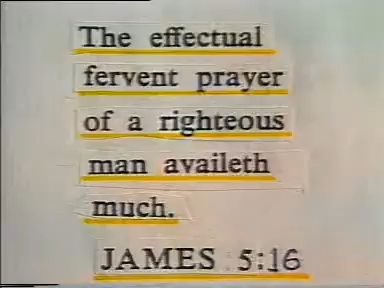 The effectual
fervent prayer
of a righteous
man availeth
much.
JAMES 5:16